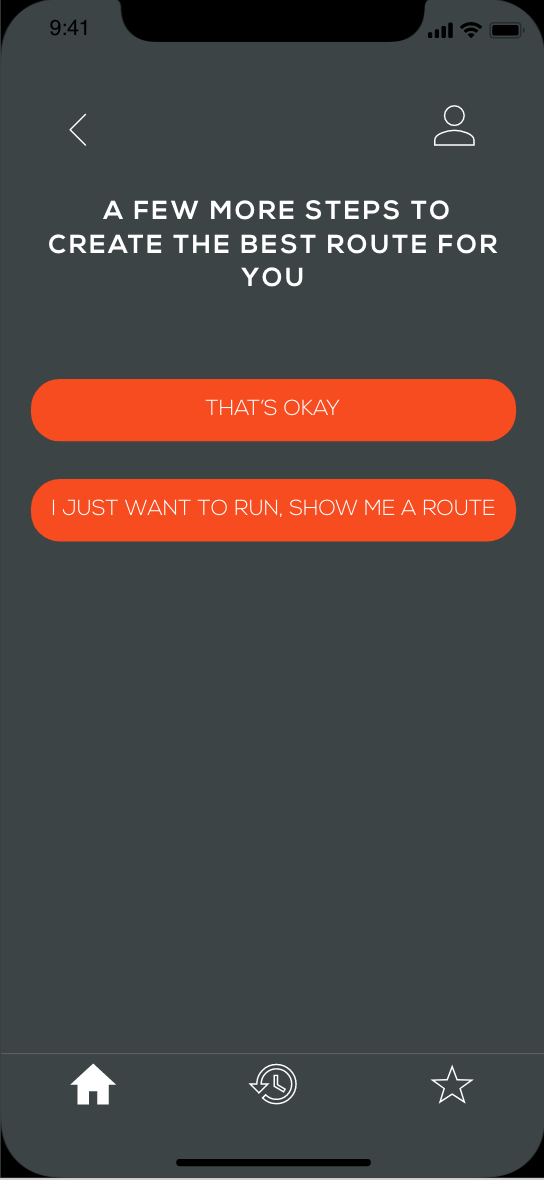 9:41
A FEW MORE STEPS TO
CREATE THE BEST ROUTE FOR
YOU
THAT'S OKAY
I JUST WANT TO RUN, SHOW ME A ROUTE